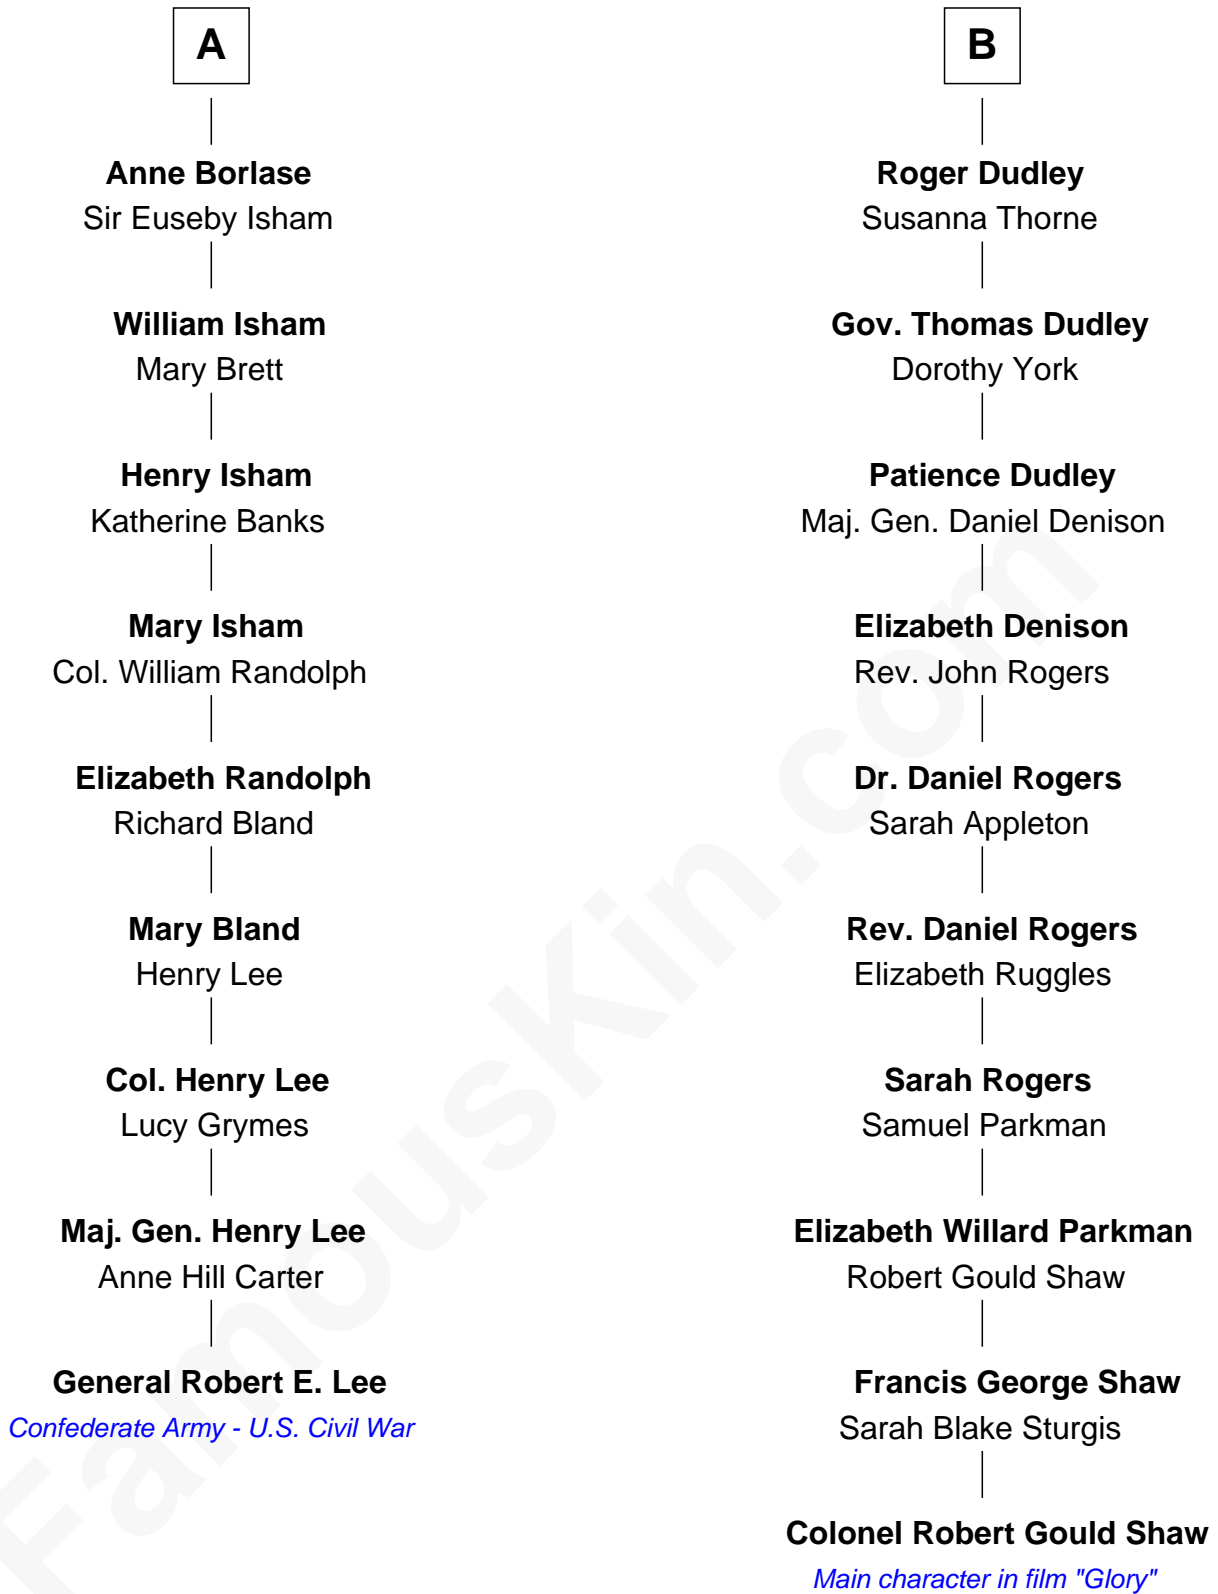 A
Anne Borlase
Sir Euseby Isham
William Isham
Mary Brett
Henry Isham
Katherine Banks
Mary Isham
Col. William Randolph
Elizabeth Randolph
Richard Bland
Mary Bland
Henry Lee
Col. Henry Lee
Lucy Grymes
Maj. Gen. Henry Lee
Anne Hill Carter
General Robert E. Lee
Confederate Army - U.S. Civil War
B
Roger Dudley
Susanna Thorne
Gov. Thomas Dudley
Dorothy York
Patience Dudley
Maj. Gen. Daniel Denison
Elizabeth Denison
Rev. John Rogers
Dr. Daniel Rogers
Sarah Appleton
Rev. Daniel Rogers
Elizabeth Ruggles
Sarah Rogers
Samuel Parkman
Elizabeth Willard Parkman
Robert Gould Shaw
Francis George Shaw
Sarah Blake Sturgis
Colonel Robert Gould Shaw
Main character in film "Glory"
FamousKin.com